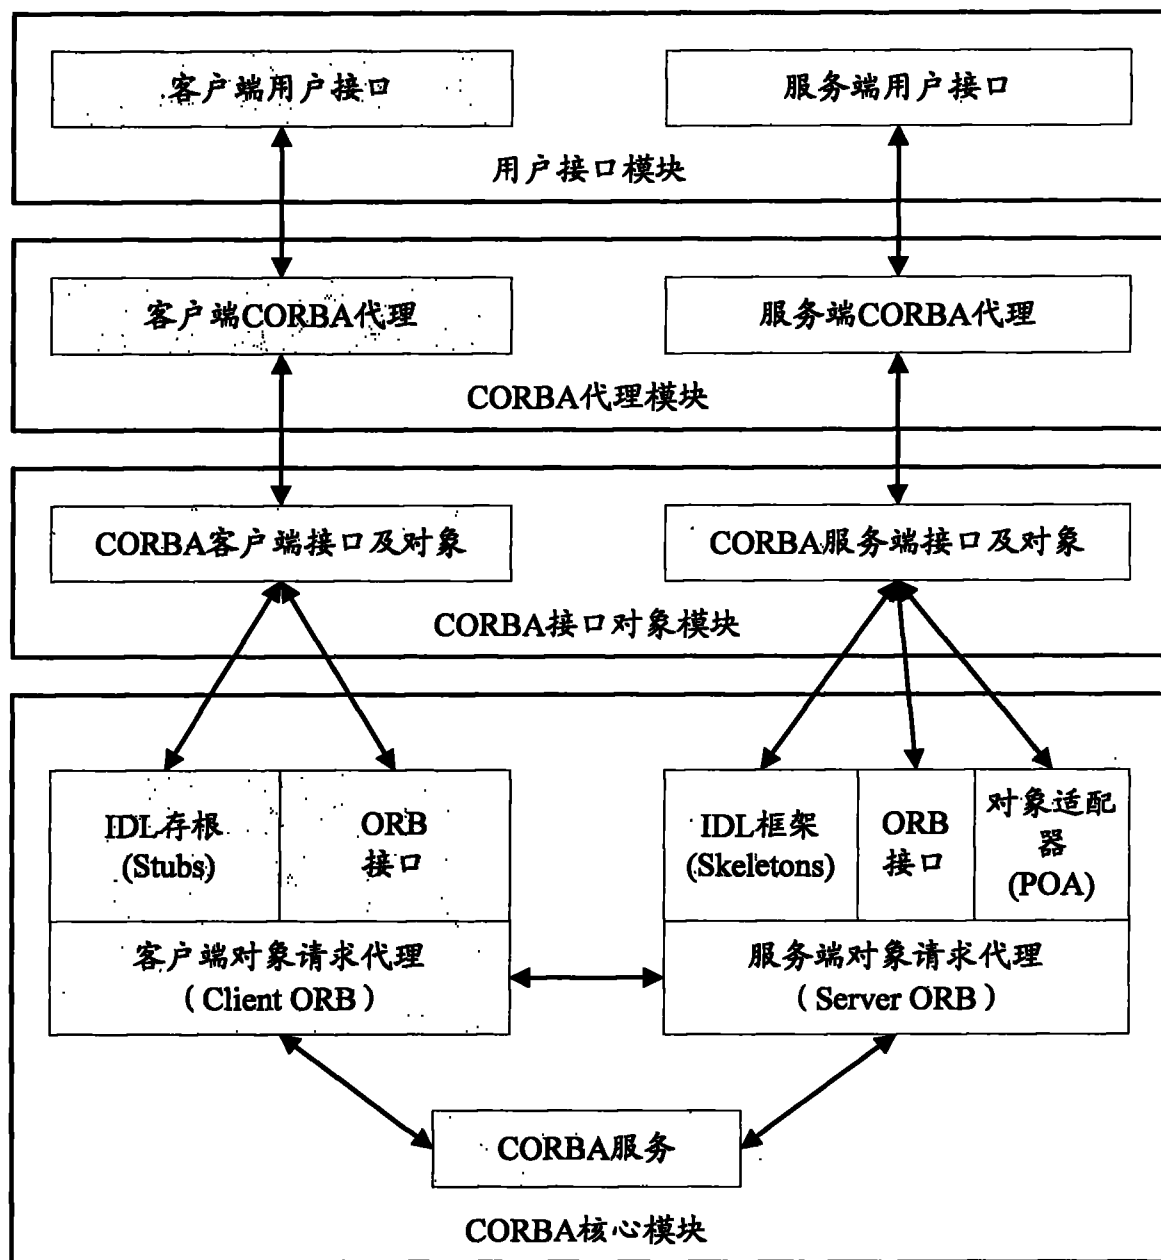 客户端用户接口
服务端用户接口
用户接口模块
客户端CORBA代理
服务端CORBA代理
CORBA代理模块
CORBA客户端接口及对象
CORBA服务端接口及对象
CORBA接口对象模块
IDL存根
(Stubs)
ORB
接口
IDL框架
(Skeletons)
ORB
接口
对象适配
器
(POA)
客户端对象请求代理
（Client ORB）
服务端对象请求代理
（Server ORB）
CORBA服务
CORBA核心模块